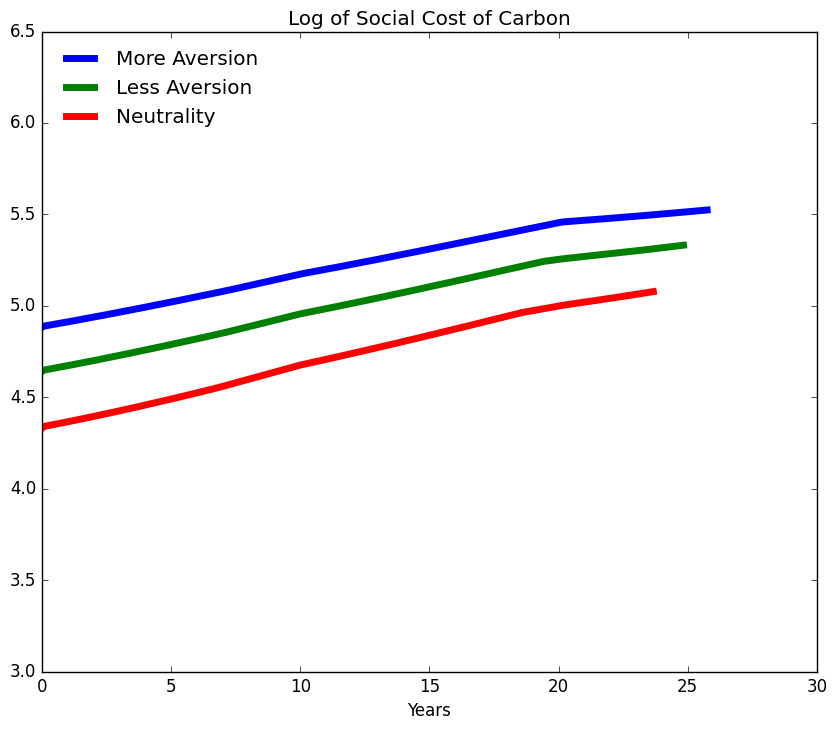 Log of Social Cost of Carbon
6.5
More Aversion
Less Aversion
Neutrality
6.0
5.5
5.0
4.5
4.0
3.5
3.0
0 5 10 15 20 25 30
Years